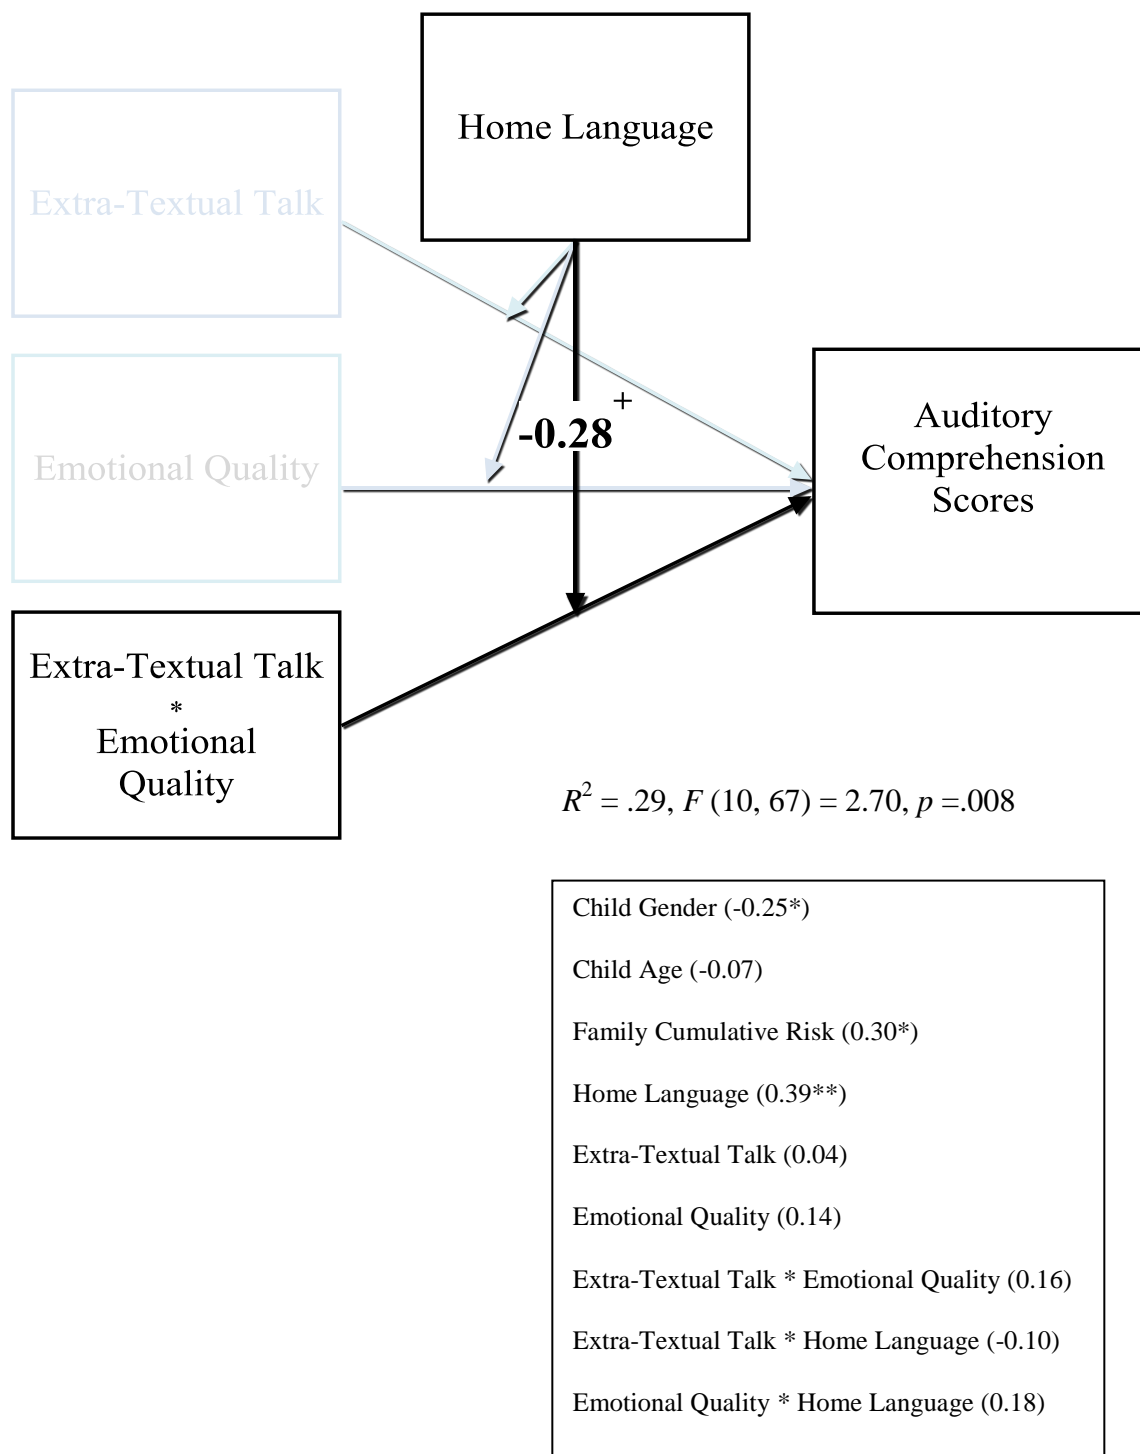 Home Language
Extra-Textual Talk
-0.28+
Emotional Quality
Auditory
Comprehension
Scores
Extra-Textual Talk
*
Emotional
Quality
R2 = .29, F (10, 67) = 2.70, p =.008
Child Gender (-0.25*)
Child Age (-0.07)
Family Cumulative Risk (0.30*)
Home Language (0.39**)
Extra-Textual Talk (0.04)
Emotional Quality (0.14)
Extra-Textual Talk * Emotional Quality (0.16)
Extra-Textual Talk * Home Language (-0.10)
Emotional Quality * Home Language (0.18)